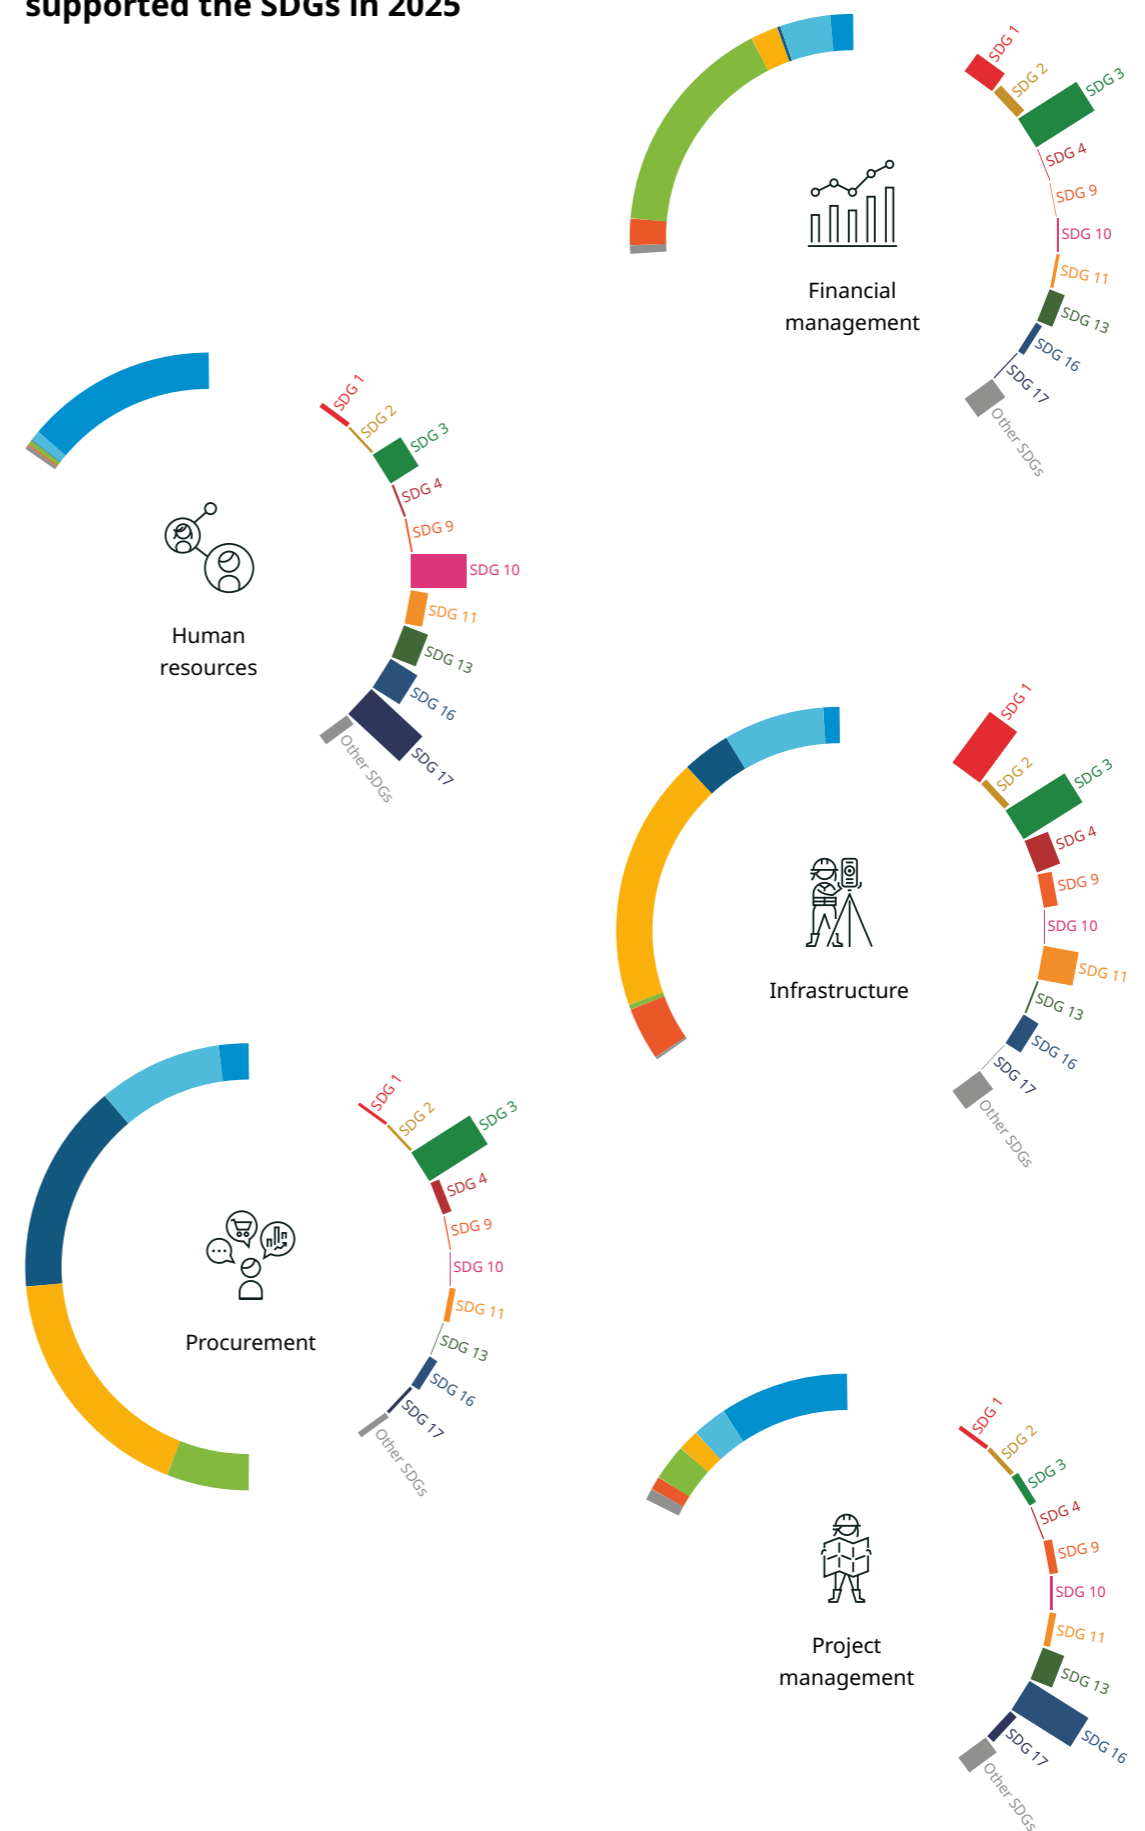 supported the SDGs in 2025
SDG 1
SDG 2
SDG 3
SDG 4
SDG 9
SDG 10
SDG 11
SDG 13
SDG 16
SDG 17
Other SDGs
Financial
management
SDG 1
SDG 2
SDG 3
SDG 4
SDG 9
SDG 10
SDG 11
SDG 13
SDG 16
SDG 17
Other SDGs
Human
resources
SDG 1
SDG 2
SDG 3
SDG 4
SDG 9
SDG 10
SDG 11
SDG 13
SDG 16
SDG 17
Other SDGs
Infrastructure
SDG 1
SDG 2
SDG 3
SDG 4
SDG 9
SDG 10
SDG 11
SDG 13
SDG 16
SDG 17
Other SDGs
Procurement
SDG 1
SDG 2
SDG 3
SDG 4
SDG 9
SDG 10
SDG 11
SDG 13
SDG 16
SDG 17
Other SDGs
Project
management